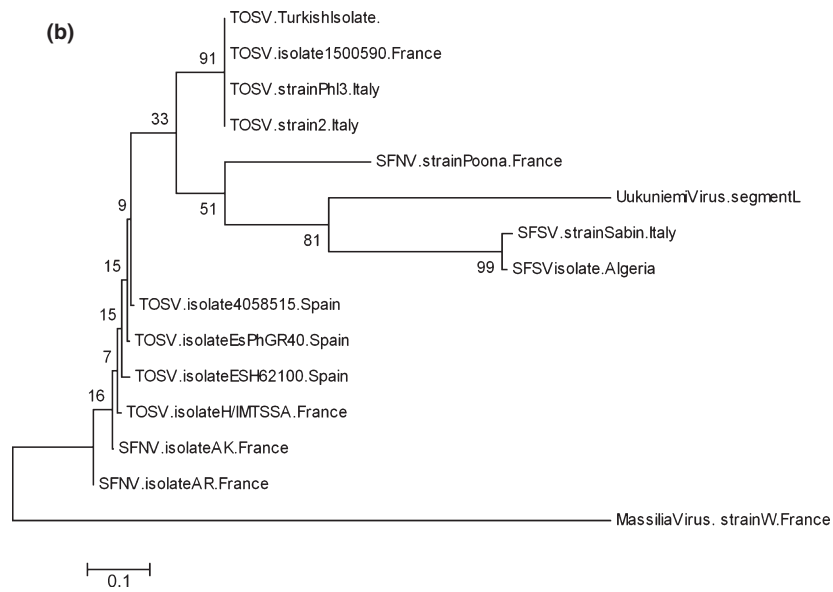 (b)
TOSV.TurkishIsolate.
91
TOSV.isolate1500590.France
TOSV.strainPhl3.Italy
33
TOSV.strain2.Italy
SFNV.strainPoona.France
UukuniemiVirus.segmentL
9
51
SFSV.strainSabin.Italy
81
99
SFSVisolate.Algeria
15
TOSV.isolate4058515.Spain
15
TOSV.isolateEsPhGR40.Spain
7
TOSV.isolateESH62100.Spain
16
TOSV.isolateH/IMTSSA.France
SFNV.isolateAK.France
SFNV.isolateAR.France
MassiliaVirus. strainW.France
0.1